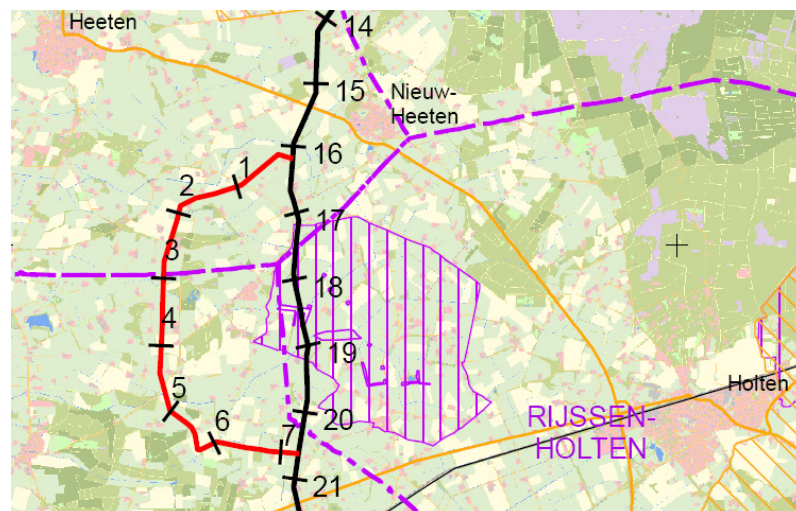 Heeten
14
15
Nieuw-
Heeten
16
1
2
17
3
18
4
19
Holten
5
20
RIJSSEN-
HOLTEN
6
7
21